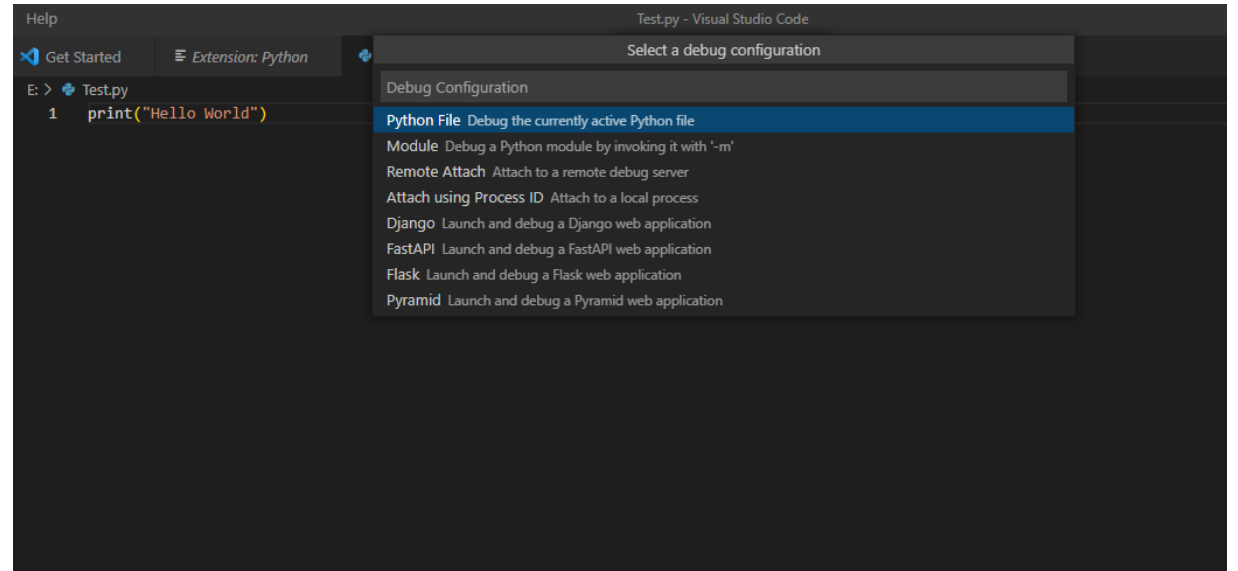 Help
Test.py - Visual Studio Code
Get Started
Extension: Python
Select a debug configuration
Debug Configuration
E: > Test.py
1 print("Hello World")
Python File Debug the currently active Python file
Module Debug a Python module by invoking it with '-m'
Remote Attach Attach to a remote debug server
Attach using Process ID Attach to a local process
Django Launch and debug a Django web application
FastAPI Launch and debug a FastAPI web application
Flask Launch and debug a Flask web application
Pyramid Launch and debug a Pyramid web application